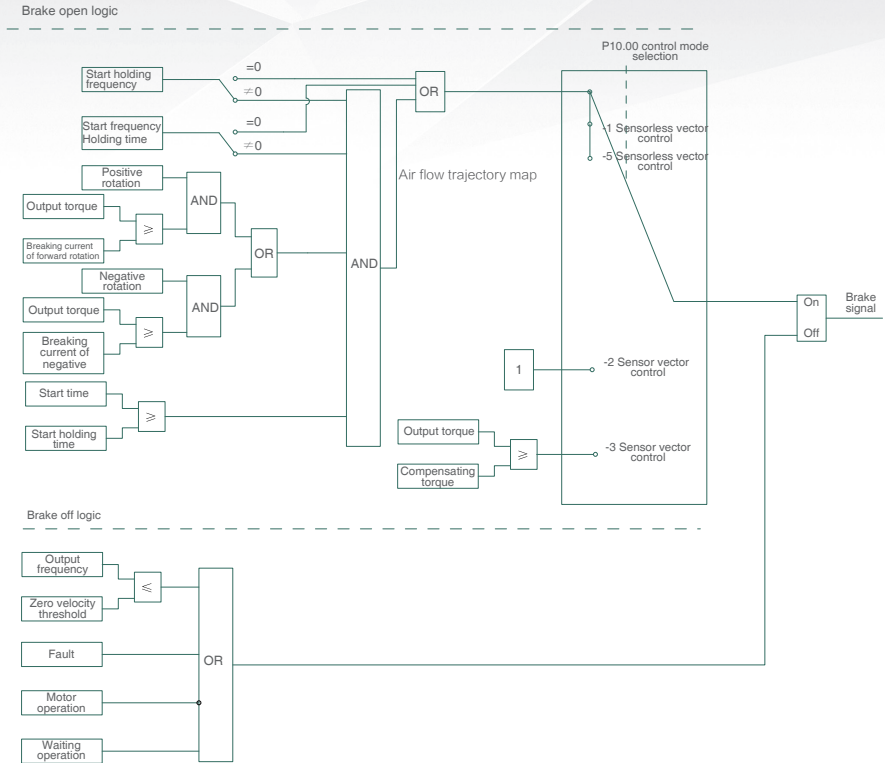 Brake open logic
P10.00 control mode
selection
Start holding
frequency
=0
≠0
OR
Start frequency
Holding time
=0
≠0
-1 Sensorless vector
control
-5 Sensorless vector
control
Air flow trajectory map
Positive
rotation
AND
Output torque
≥
Breaking current
of forward rotation
OR
AND
Negative
rotation
AND
Output torque
≥
Breaking
current of
negative
On
Off
Brake
signal
1
-2 Sensor vector
control
Start time
≥
Start holding
time
Output torque
≥
Compensating
torque
-3 Sensor vector
control
Brake off logic
Output
frequency
≤
Zero velocity
threshold
Fault
OR
Motor
operation
Waiting
operation